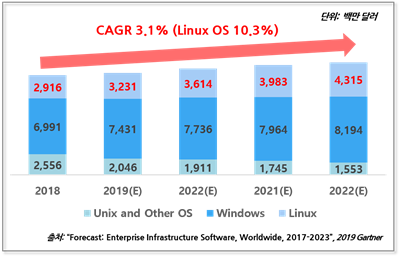 단위: 백만 달러
CAGR 3.1% (Linux OS 10.3%)
2,916 3,231 3,614 3,983 4,315
6,991 7,431 7,736 7,964 8,194
2,556 2,046 1,911 1,745 1,553
2018 2019(E) 2022(E) 2021(E) 2022(E)
Unix and Other OS Windows Linux
출처: "Forecast: Enterprise Infrastructure Software, Worldwide, 2017-2023", 2019 Gartner